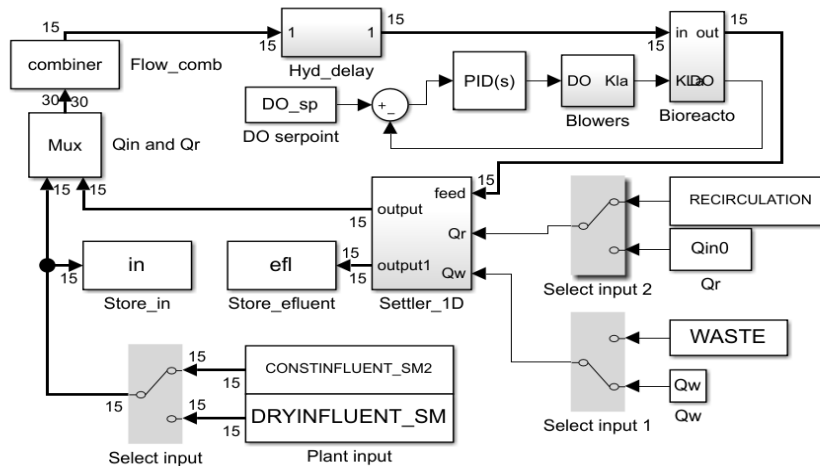 15
15
1
1
Hyd_delay
15
15
in out
KLa
DO
Bioreacto
combiner
Flow_comb
30
30
Mux
Qin and Qr
15
15
DO_sp
DO serpoint
+
_
PID(s)
DO Kla
Blowers
15
feed
output
Qr
output1
Qw
Settler_1D
15
15
15
efl
Store_efluent
in
Store_in
15
RECIRCULATION
Qin0
Qr
Select input 2
WASTE
Qw
Qw
Select input 1
15
Select input
15
15
15
15
CONSTINFLUENT_SM2
DRYINFLUENT_SM
Plant input